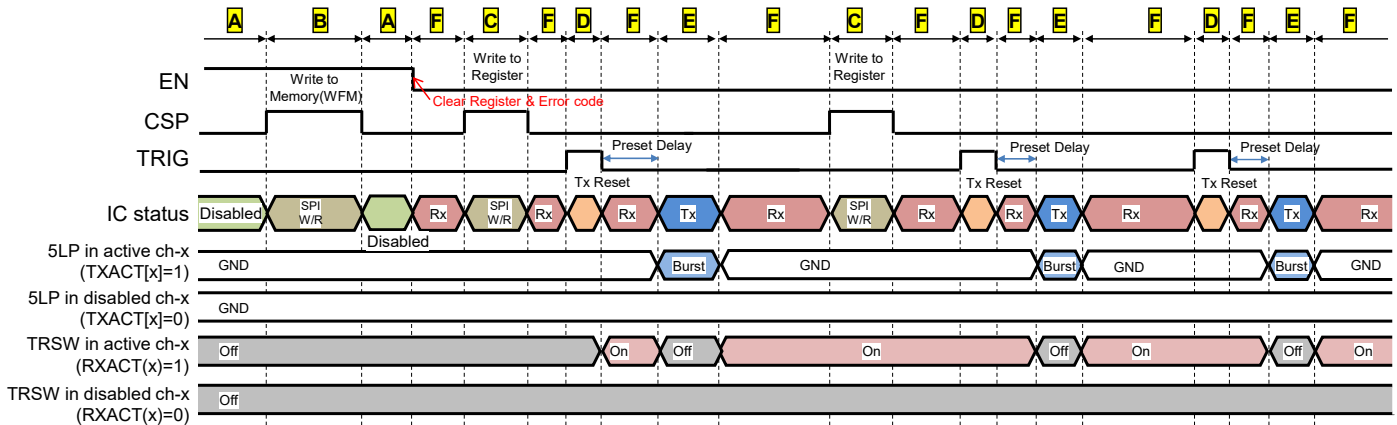 A B A F C F D F E F C F D F E F D F E F
Write to
Memory(WFM)
Write to
Register
Write to
Register
EN
Clear Register & Error code
CSP
TRIG
Preset Delay
Preset Delay
Preset Delay
Tx Reset
Tx Reset
Tx Reset
IC status
Disabled
SPI
W/R
Disabled
Rx
SPI
W/R
Rx
Rx
Tx
Rx
SPI
W/R
Rx
Rx
Tx
Rx
Rx
Tx
Rx
5LP in active ch-x
(TXACT[x]=1)
GND
Burst
GND
Burst
GND
Burst
GND
5LP in disabled ch-x
(TXACT[x]=0)
GND
TRSW in active ch-x
(RXACT(x)=1)
Off
On
Off
On
Off
On
Off
On
TRSW in disabled ch-x
(RXACT(x)=0)
Off